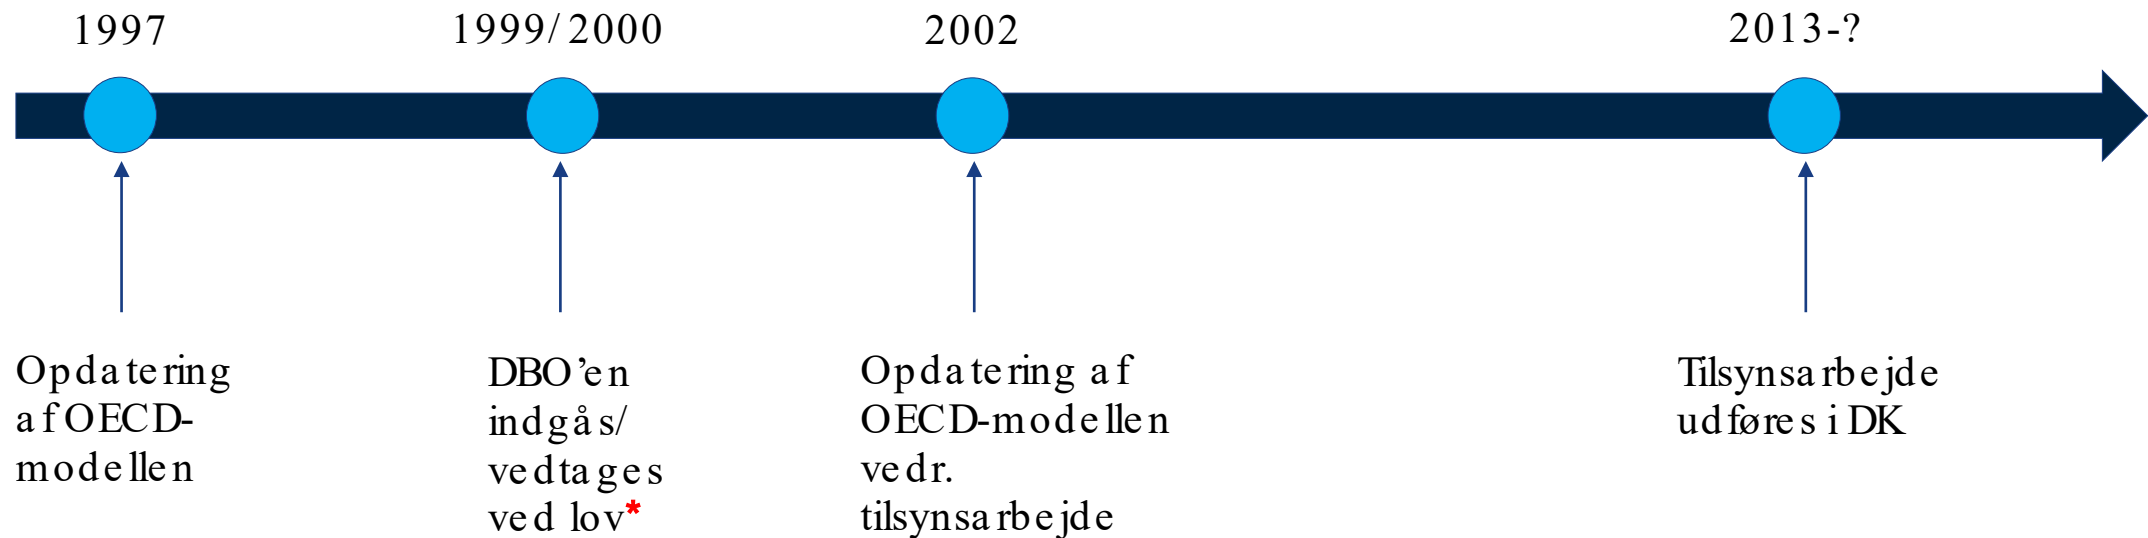 1997
1999/2000
2002
2013-?
Opdatering
af OECD-
modellen
DBO’en
indgås/
vedtages
ved lov*
Opdatering af
OECD-modellen
vedr.
tilsynsarbejde
Tilsynsarbejde
udføres i DK